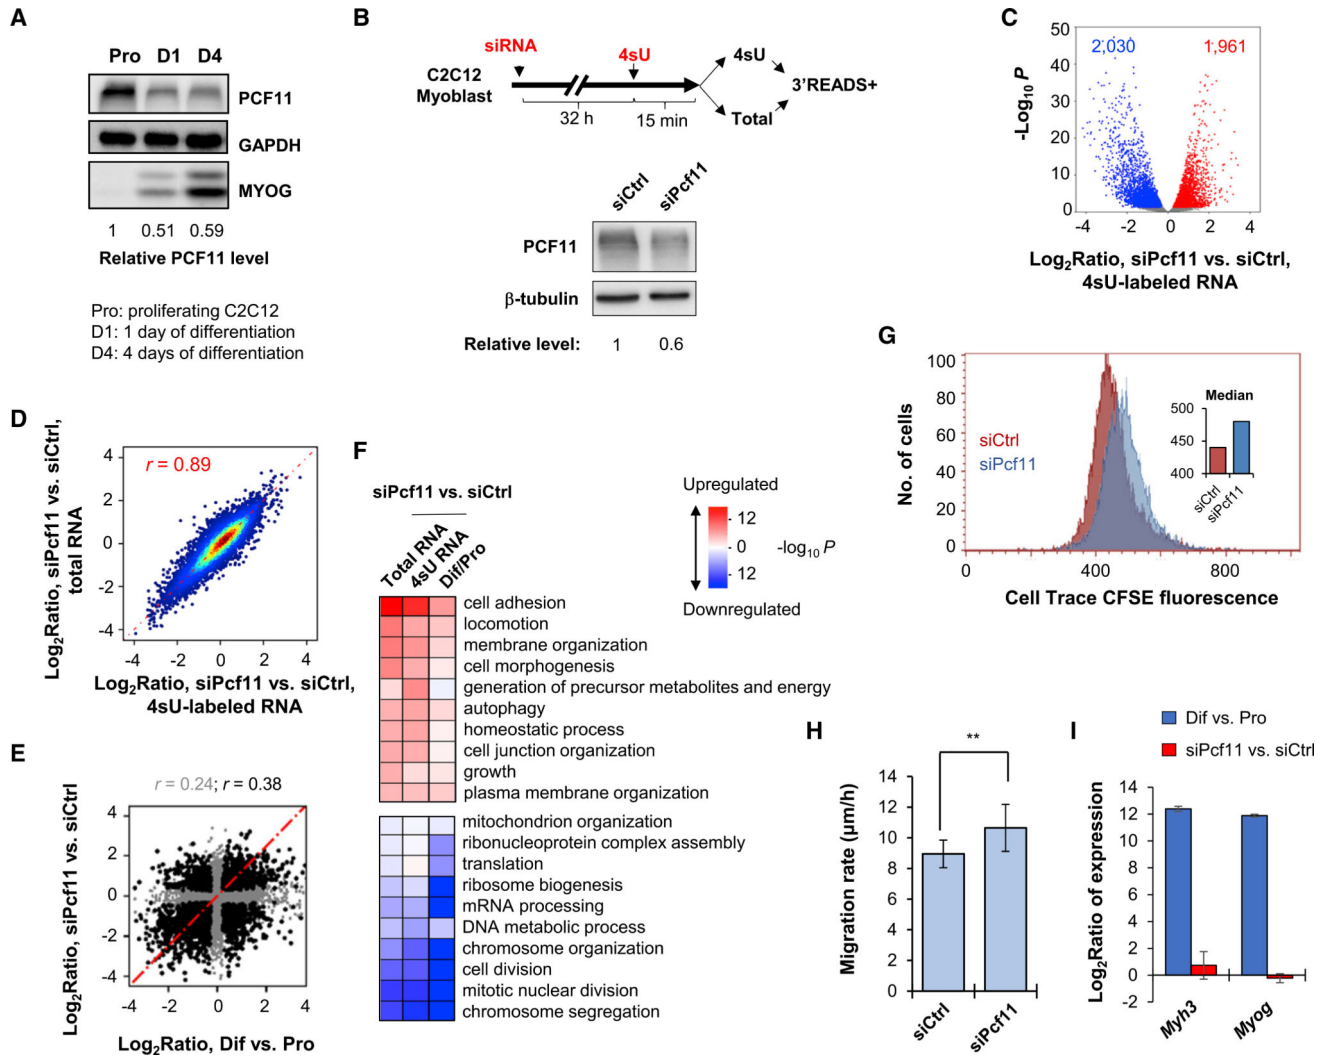 A
Pro D1 D4
PCF11
GAPDH
MYOG
1 0.51 0.59
Relative PCF11 level
Pro: proliferating C2C12
D1: 1 day of differentiation
D4: 4 days of differentiation
B
siRNA
4sU
C2C12
Myoblast
32 h
15 min
4sU
Total
3'READS+
siCtrl
siPcf11
PCF11
β-tubulin
Relative level: 1 0.6
C
50
40
30
20
10
0
2,030
1,961
-Log10 P
-4 -2 0 2 4
Log2Ratio, siPcf11 vs. siCtrl,
4sU-labeled RNA
D
r = 0.89
4
2
0
-2
-4
Log2Ratio, siPcf11 vs. siCtrl,
total RNA
-4 -2 0 2 4
Log2Ratio, siPcf11 vs. siCtrl,
4sU-labeled RNA
E
r = 0.24; r = 0.38
4
2
0
-2
-4
Log2Ratio, siPcf11 vs. siCtrl
-2 0 2 4
Log2Ratio, Dif vs. Pro
F
siPcf11 vs. siCtrl
Total RNA
4sU RNA
Dif/Pro
Upregulated
12
0
12
-log10 P
Downregulated
cell adhesion
locomotion
membrane organization
cell morphogenesis
generation of precursor metabolites and energy
autophagy
homeostatic process
cell junction organization
growth
plasma membrane organization
mitochondrion organization
ribonucleoprotein complex assembly
translation
ribosome biogenesis
mRNA processing
DNA metabolic process
chromosome organization
cell division
mitotic nuclear division
chromosome segregation
G
100
80
60
40
20
0
No. of cells
siCtrl
siPcf11
Median
500
450
400
siCtrl
siPcf11
0 400 800
Cell Trace CFSE fluorescence
H
**
14
12
10
8
6
4
2
0
Migration rate (µm/h)
siCtrl
siPcf11
I
Dif vs. Pro
siPcf11 vs. siCtrl
14
12
10
8
6
4
2
0
-2
Log2Ratio of expression
Myh3
Myog